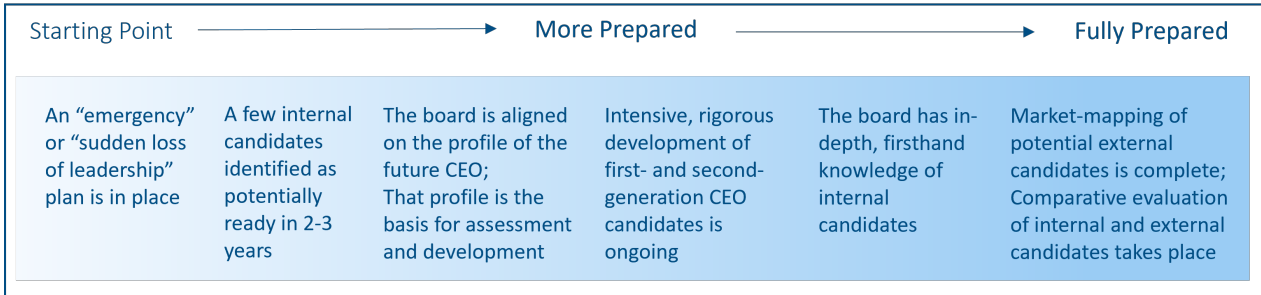 Starting Point
More Prepared
Fully Prepared
An “emergency”
or “sudden loss
of leadership”
plan is in place
A few internal
candidates
identified as
potentially
ready in 2-3
years
The board is aligned
on the profile of the
future CEO;
That profile is the
basis for assessment
and development
Intensive, rigorous
development of
first- and second-
generation CEO
candidates is
ongoing
The board has in-
depth, firsthand
knowledge of
internal
candidates
Market-mapping of
potential external
candidates is complete;
Comparative evaluation
of internal and external
candidates takes place